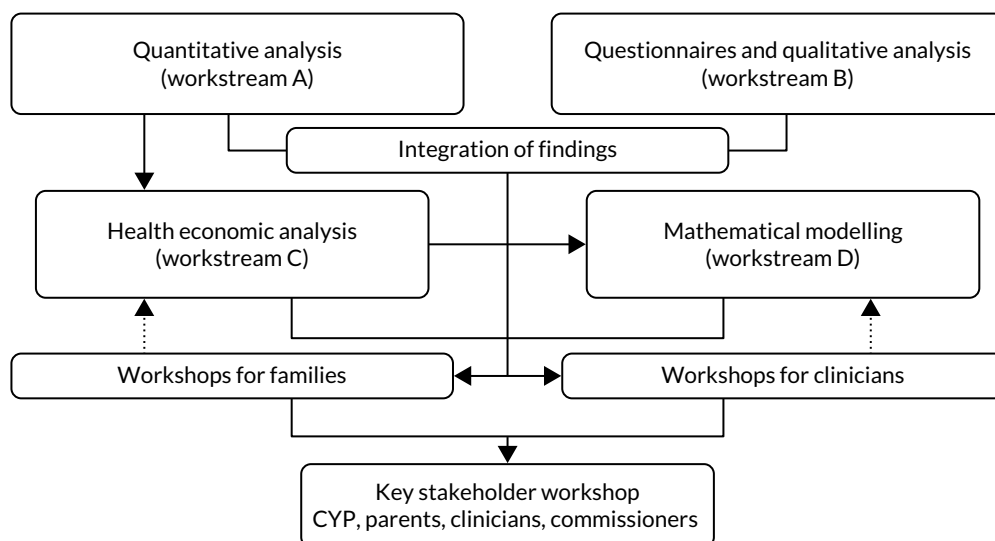 Quantitative analysis
(workstream A)
Questionnaires and qualitative analysis
(workstream B)
Integration of findings
Health economic analysis
(workstream C)
Mathematical modelling
(workstream D)
Workshops for families
Workshops for clinicians
Key stakeholder workshop
CYP, parents, clinicians, commissioners